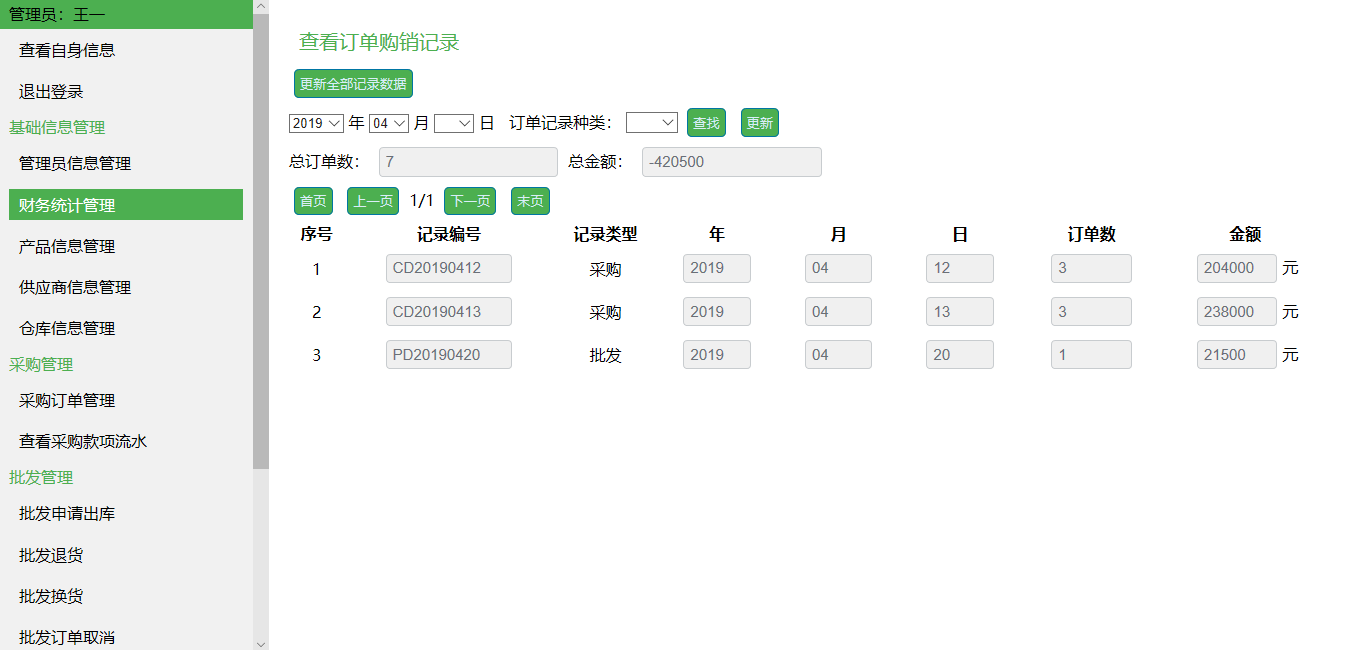 管理员：王一
查看自身信息
退出登录
基础信息管理
管理员信息管理
财务统计管理
产品信息管理
供应商信息管理
仓库信息管理
采购管理
采购订单管理
查看采购款项流水
批发管理
批发申请出库
批发退货
批发换货
批发订单取消
查看订单购销记录
更新全部记录数据
2019 年 04 月 日 订单记录种类： 查找 更新
总订单数： 7 总金额： -420500
首页 上一页 1/1 下一页 末页
序号 记录编号 记录类型 年 月 日 订单数 金额
1 CD20190412 采购 2019 04 12 3 204000 元
2 CD20190413 采购 2019 04 13 3 238000 元
3 PD20190420 批发 2019 04 20 1 21500 元